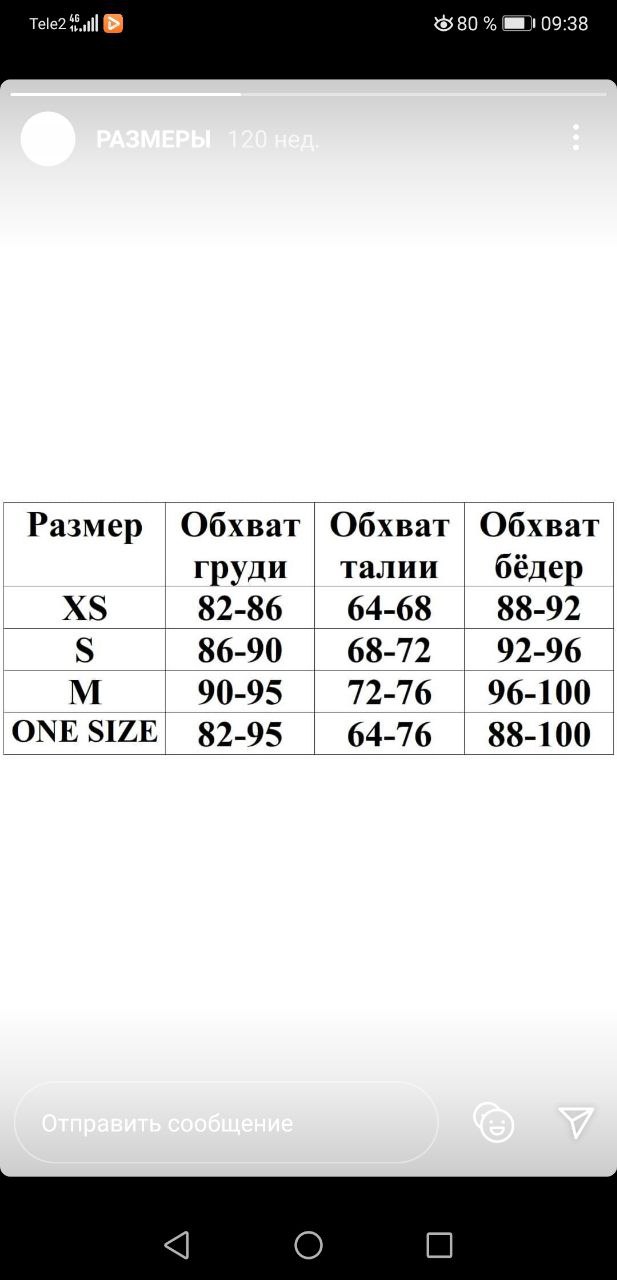 Tele2 4G 80 % 09:38
РАЗМЕРЫ 120 нед.
Размер Обхват груди Обхват талии Обхват бёдер
XS 82-86 64-68 88-92
S 86-90 68-72 92-96
M 90-95 72-76 96-100
ONE SIZE 82-95 64-76 88-100
Отправить сообщение